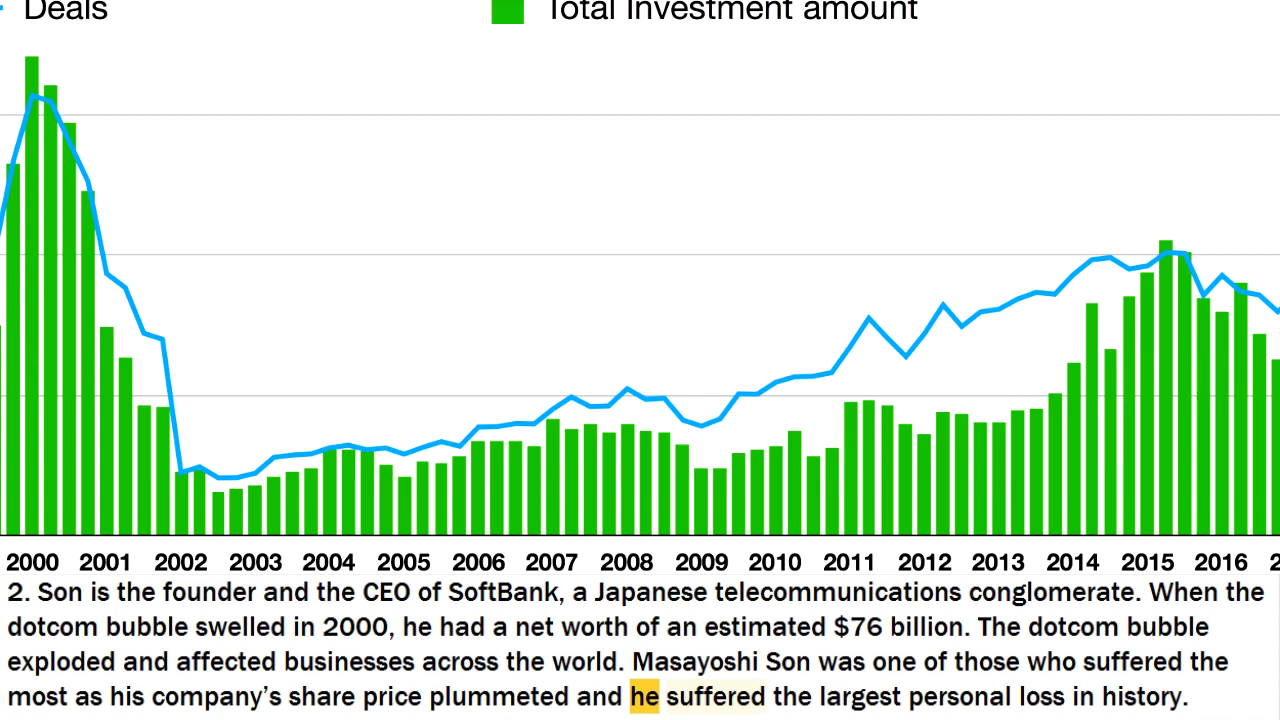 Deals
Total Investment amount
2000 2001 2002 2003 2004 2005 2006 2007 2008 2009 2010 2011 2012 2013 2014 2015 2016 2
2. Son is the founder and the CEO of SoftBank, a Japanese telecommunications conglomerate. When the
dotcom bubble swelled in 2000, he had a net worth of an estimated $76 billion. The dotcom bubble
exploded and affected businesses across the world. Masayoshi Son was one of those who suffered the
most as his company's share price plummeted and he suffered the largest personal loss in history.